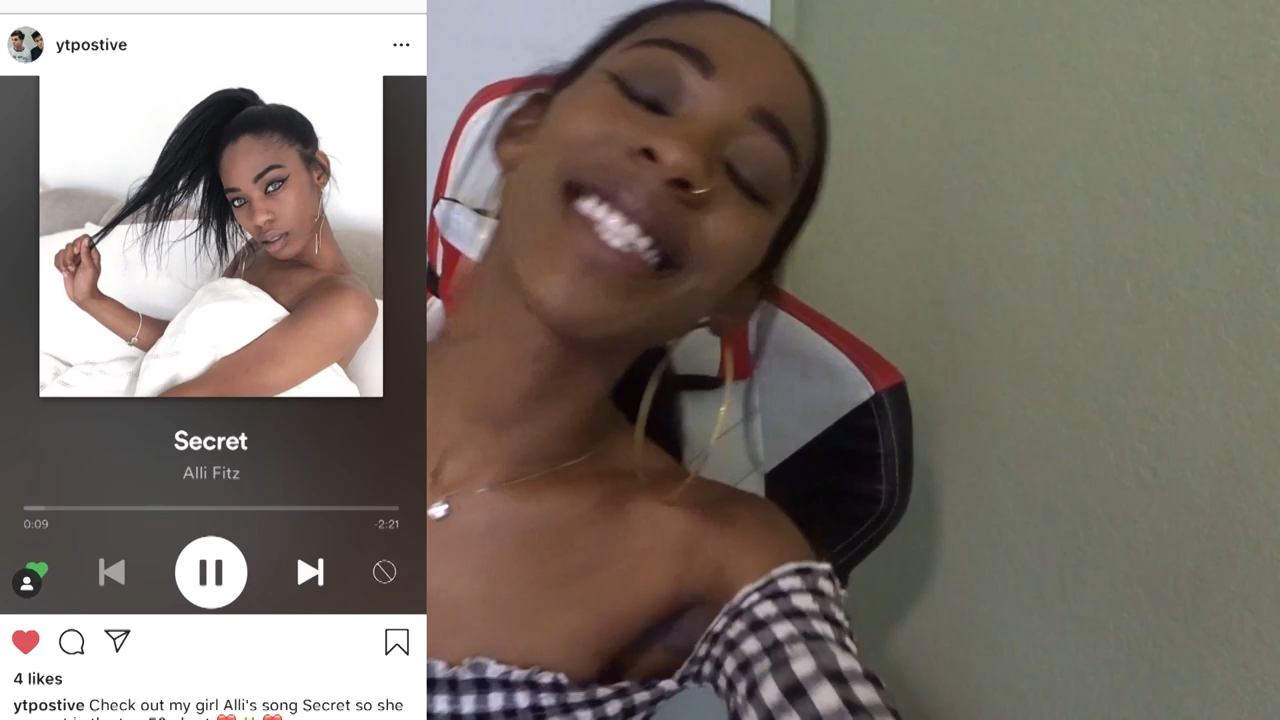 ytpostive
Secret
Alli Fitz
0:09
-2:21
4 likes
ytpostive Check out my girl Alli's song Secret so she